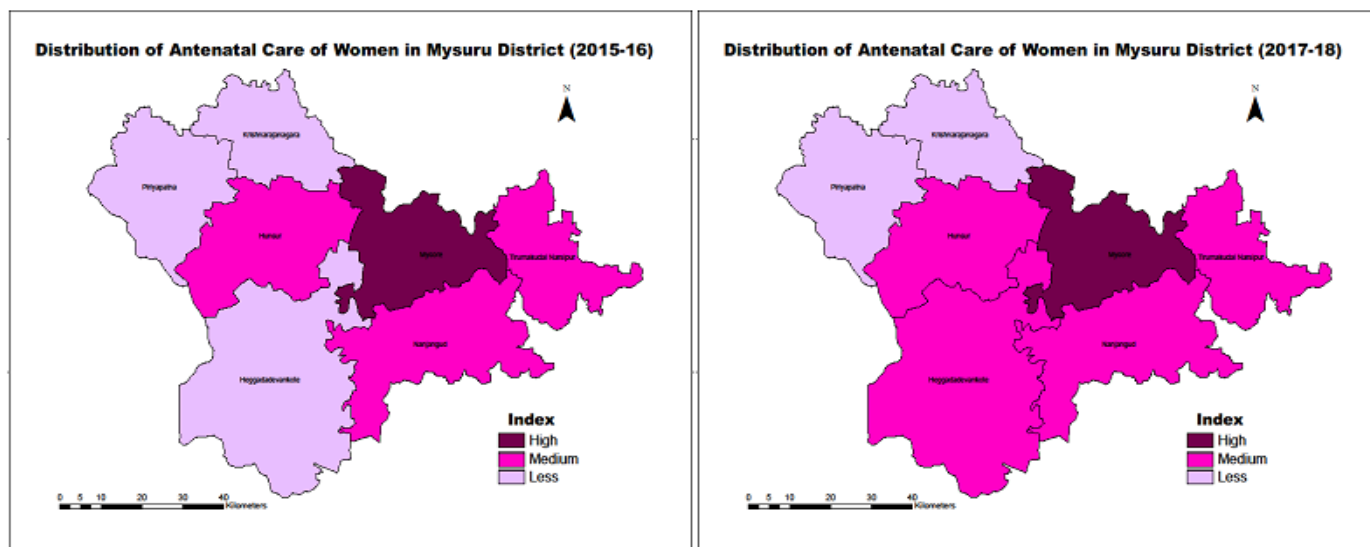 Distribution of Antenatal Care of Women in Mysuru District (2015-16)
N
Krishnarajanagara
Piriyapatna
Hunsur
Mysore
Tirumakudal Narsipur
Nanjangud
Heggadadevankote
Index
High
Medium
Less
0 5 10 20 30 40
Kilometers
Distribution of Antenatal Care of Women in Mysuru District (2017-18)
N
Krishnarajanagara
Piriyapatna
Hunsur
Mysore
Tirumakudal Narsipur
Nanjangud
Heggadadevankote
Index
High
Medium
Less
0 5 10 20 30 40
Kilometers